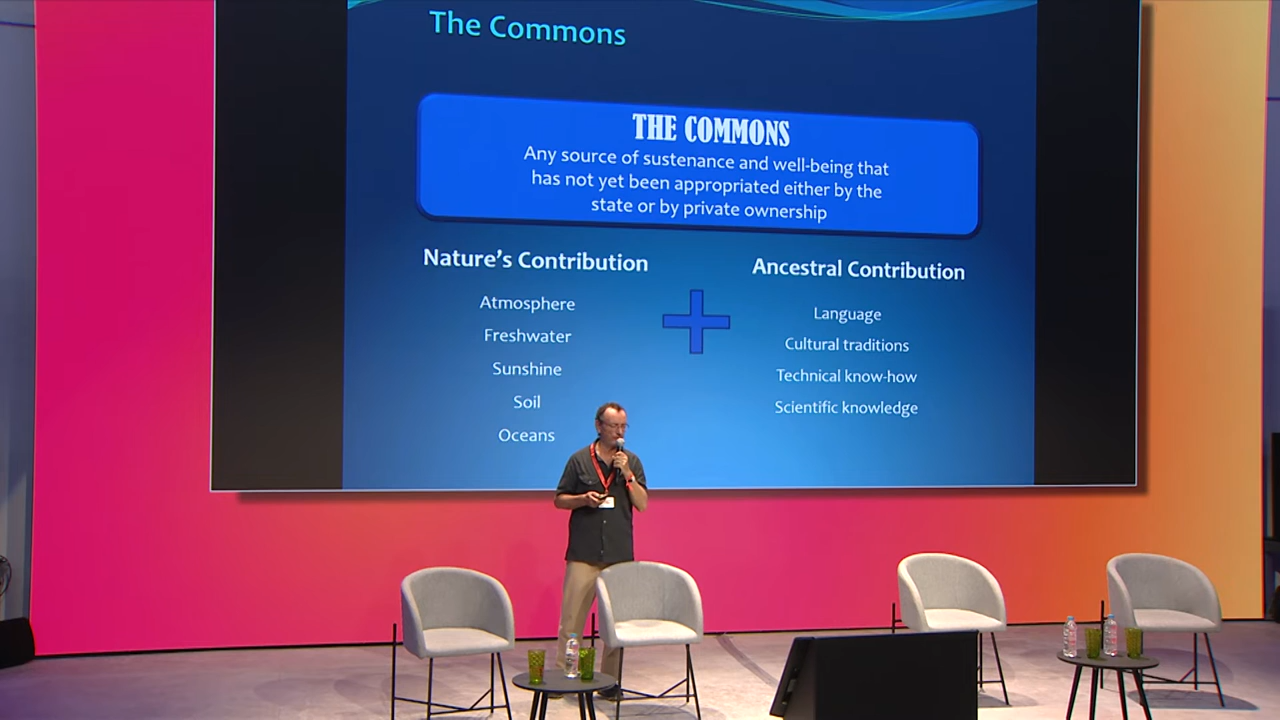 The Commons
THE COMMONS
Any source of sustenance and well-being that
has not yet been appropriated either by the
state or by private ownership
Nature's Contribution
Atmosphere
Freshwater
Sunshine
Soil
Oceans
Ancestral Contribution
Language
Cultural traditions
Technical know-how
Scientific knowledge